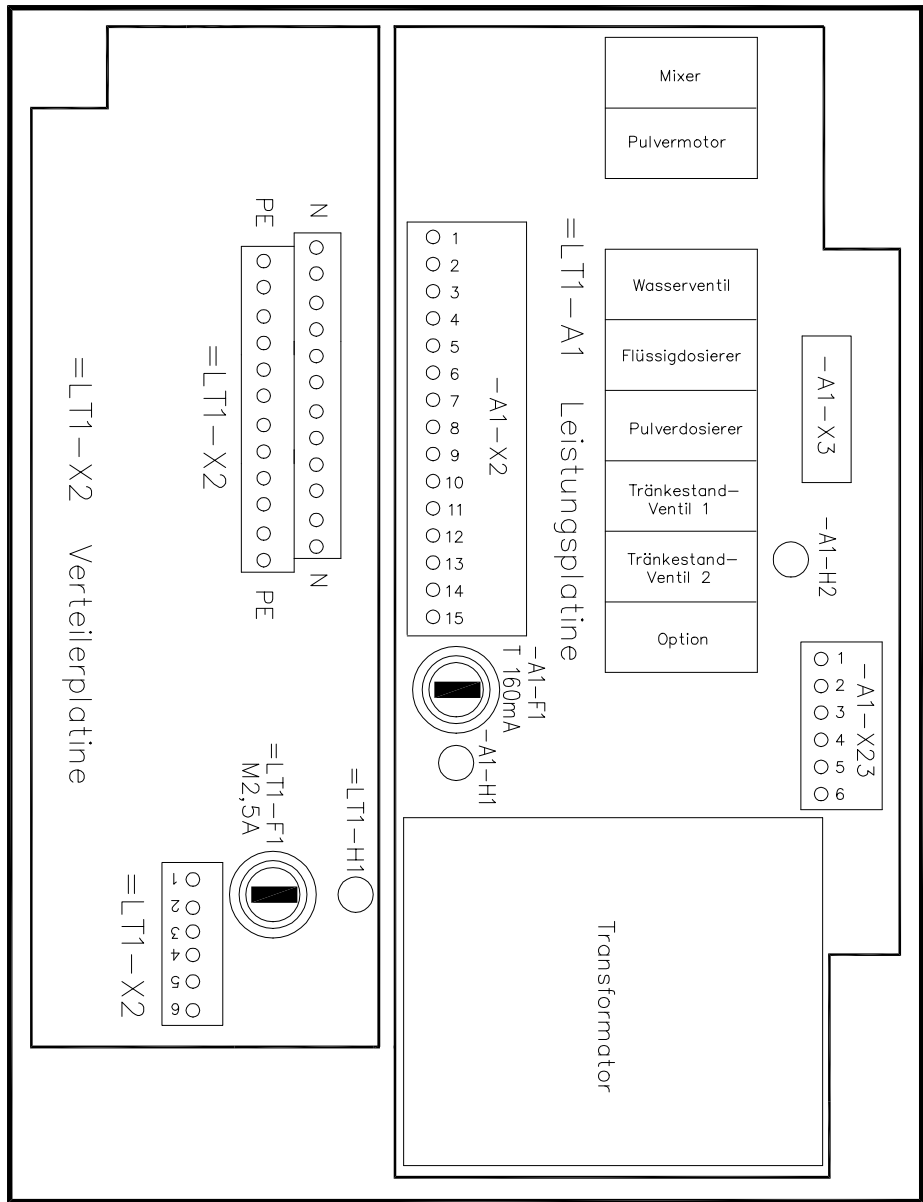 Mixer
Pulvermotor
Wasserventil
Flüssigdosierer
Pulverdosierer
Tränkestand-
Ventil 1
Tränkestand-
Ventil 2
Option
-A1-X3
-A1-H2
-A1-X23
1
2
3
4
5
6
=LT1-A1 Leistungsplatine
-A1-X2
1
2
3
4
5
6
7
8
9
10
11
12
13
14
15
-A1-F1
T 160mA
-A1-H1
Transformator
N
PE
N
PE
=LT1-X2
=LT1-X2 Verteilerplatine
=LT1-H1
=LT1-F1
M2,5A
=LT1-X2
1
2
3
4
5
6